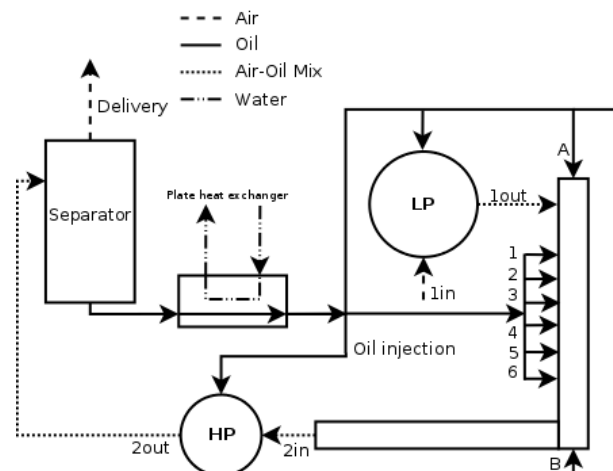 Air
Oil
Air-Oil Mix
Water
Delivery
A
Plate heat exchanger
Separator
LP
1out
1
2
3
4
5
6
1in
Oil injection
HP
2out
2in
B